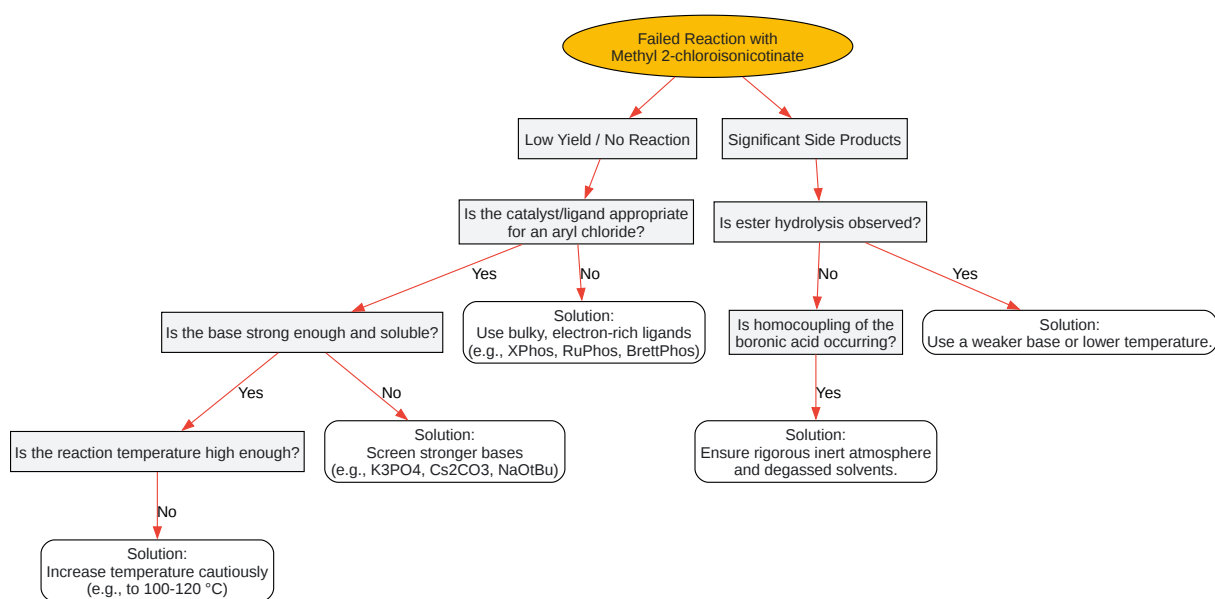 Failed Reaction with
Methyl 2-chloroisonicotinate
Low Yield / No Reaction
Significant Side Products
Is the catalyst/ligand appropriate
for an aryl chloride?
Is ester hydrolysis observed?
Yes
No
No
Yes
Is the base strong enough and soluble?
Solution:
Use bulky, electron-rich ligands
(e.g., XPhos, RuPhos, BrettPhos)
Is homocoupling of the
boronic acid occurring?
Solution:
Use a weaker base or lower temperature.
Yes
No
Yes
Is the reaction temperature high enough?
Solution:
Screen stronger bases
(e.g., K3PO4, Cs2CO3, NaOtBu)
Solution:
Ensure rigorous inert atmosphere
and degassed solvents.
No
Solution:
Increase temperature cautiously
(e.g., to 100-120 °C)